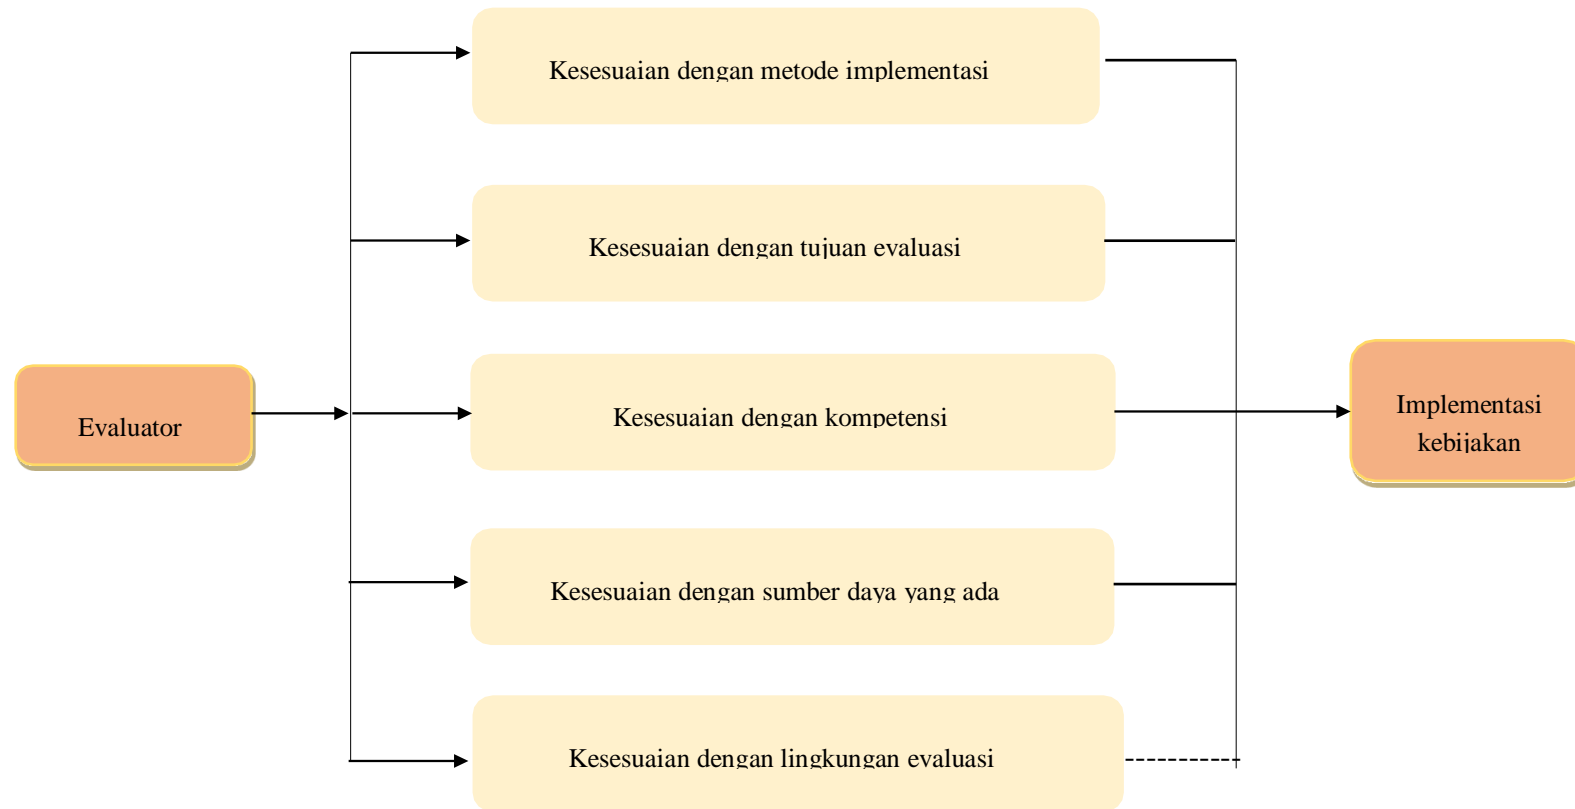 Kesesuaian dengan metode implementasi
Kesesuaian dengan tujuan evaluasi
Evaluator
Kesesuaian dengan kompetensi
Implementasi
kebijakan
Kesesuaian dengan sumber daya yang ada
Kesesuaian dengan lingkungan evaluasi